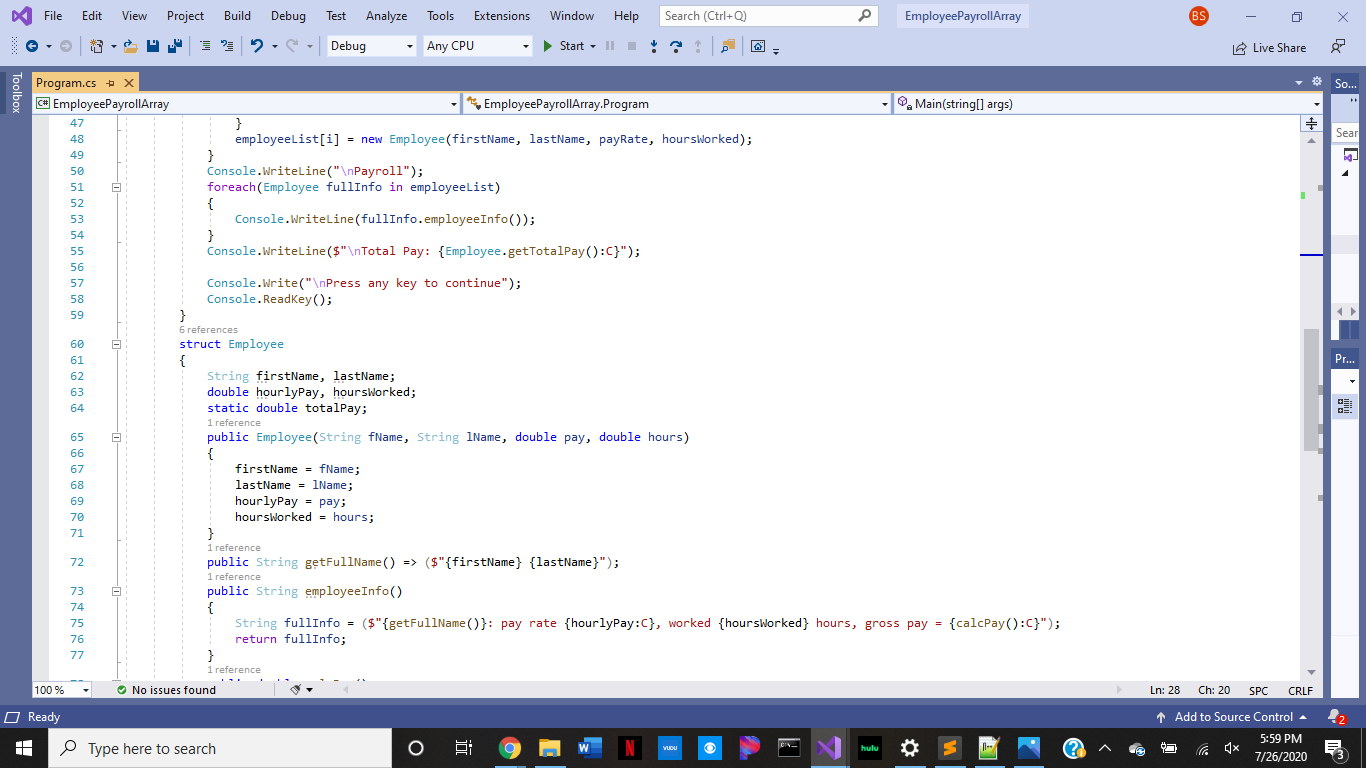 File Edit View Project Build Debug Test Analyze Tools Extensions Window Help Search (Ctrl+Q) EmployeePayrollArray BS
Debug Any CPU Start Live Share
Toolbox
Program.cs
So...
EmployeePayrollArray EmployeePayrollArray.Program Main(string[] args)
Sear
47 }
48 employeeList[i] = new Employee(firstName, lastName, payRate, hoursWorked);
49 }
50 Console.WriteLine("\nPayroll");
51 foreach(Employee fullInfo in employeeList)
52 {
53 Console.WriteLine(fullInfo.employeeInfo());
54 }
55 Console.WriteLine($"\nTotal Pay: {Employee.getTotalPay():C}");
56
57 Console.Write("\nPress any key to continue");
58 Console.ReadKey();
59 }
6 references
60 struct Employee
61 {
62 String firstName, lastName;
63 double hourlyPay, hoursWorked;
64 static double totalPay;
1 reference
65 public Employee(String fName, String lName, double pay, double hours)
66 {
67 firstName = fName;
68 lastName = lName;
69 hourlyPay = pay;
70 hoursWorked = hours;
71 }
1 reference
72 public String getFullName() => ($"{firstName} {lastName}");
1 reference
73 public String employeeInfo()
74 {
75 String fullInfo = ($"{getFullName()}: pay rate {hourlyPay:C}, worked {hoursWorked} hours, gross pay = {calcPay():C}");
76 return fullInfo;
77 }
1 reference
Pr...
100 % No issues found Ln: 28 Ch: 20 SPC CRLF
Ready Add to Source Control 2
Type here to search
VUDU
hulu
5:59 PM
7/26/2020
3